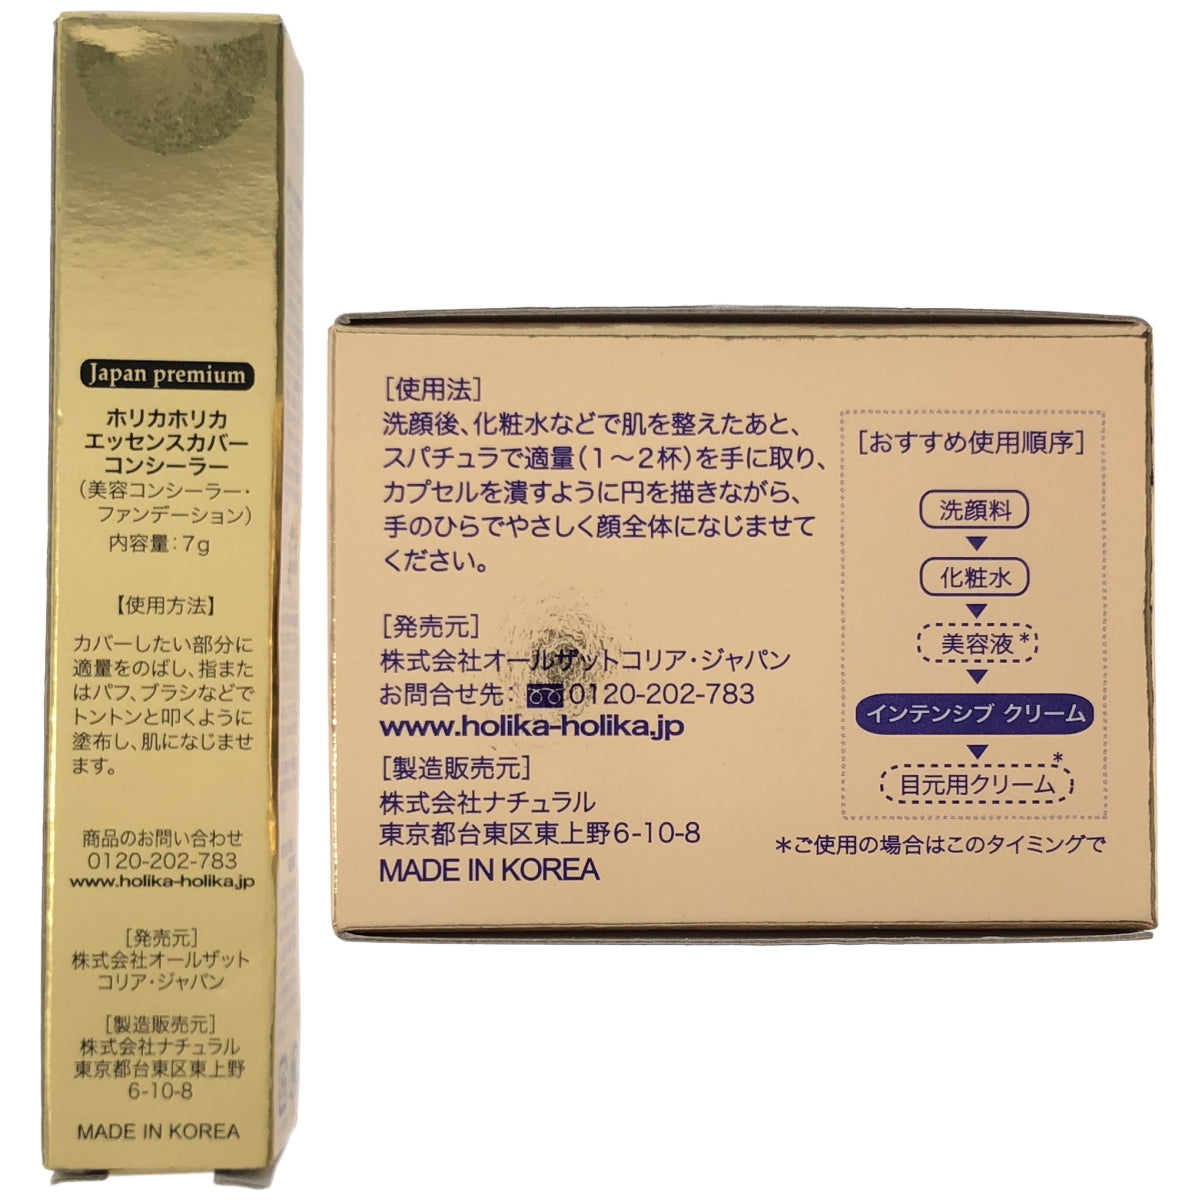 Japan premium
ホリカホリカ
エッセンスカバー
コンシーラー
（美容コンシーラー・
ファンデーション）
内容量：7g
【使用方法】
カバーしたい部分に
適量をのばし、指また
はパフ、ブラシなどで
トントンと叩くように
塗布し、肌になじませ
ます。
商品のお問い合わせ
0120-202-783
www.holika-holika.jp
［発売元］
株式会社オールザット
コリア・ジャパン
［製造販売元］
株式会社ナチュラル
東京都台東区東上野
6-10-8
MADE IN KOREA
［使用法］
洗顔後、化粧水などで肌を整えたあと、
スパチュラで適量（1～2杯）を手に取り、
カプセルを潰すように円を描きながら、
手のひらでやさしく顔全体になじませて
ください。
［発売元］
株式会社オールザットコリア・ジャパン
お問合せ先：0120-202-783
www.holika-holika.jp
［製造販売元］
株式会社ナチュラル
東京都台東区東上野6-10-8
MADE IN KOREA
［おすすめ使用順序］
洗顔料
化粧水
美容液*
インテンシブ クリーム
目元用クリーム*
*ご使用の場合はこのタイミングで